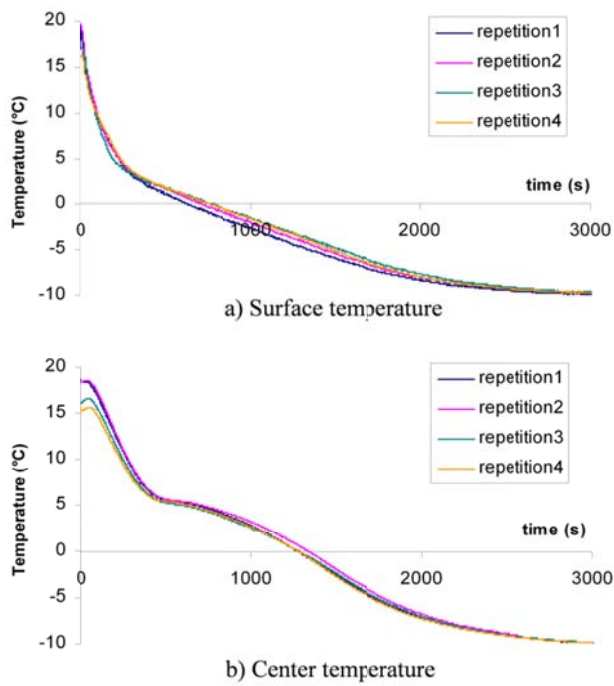 20
15
10
5
0
-5
-10
Temperature (°C)
repetition1
repetition2
repetition3
repetition4
time (s)
0
1000
2000
3000
a) Surface temperature
20
15
10
5
0
-5
-10
Temperature (°C)
repetition1
repetition2
repetition3
repetition4
time (s)
0
1000
2000
3000
b) Center temperature